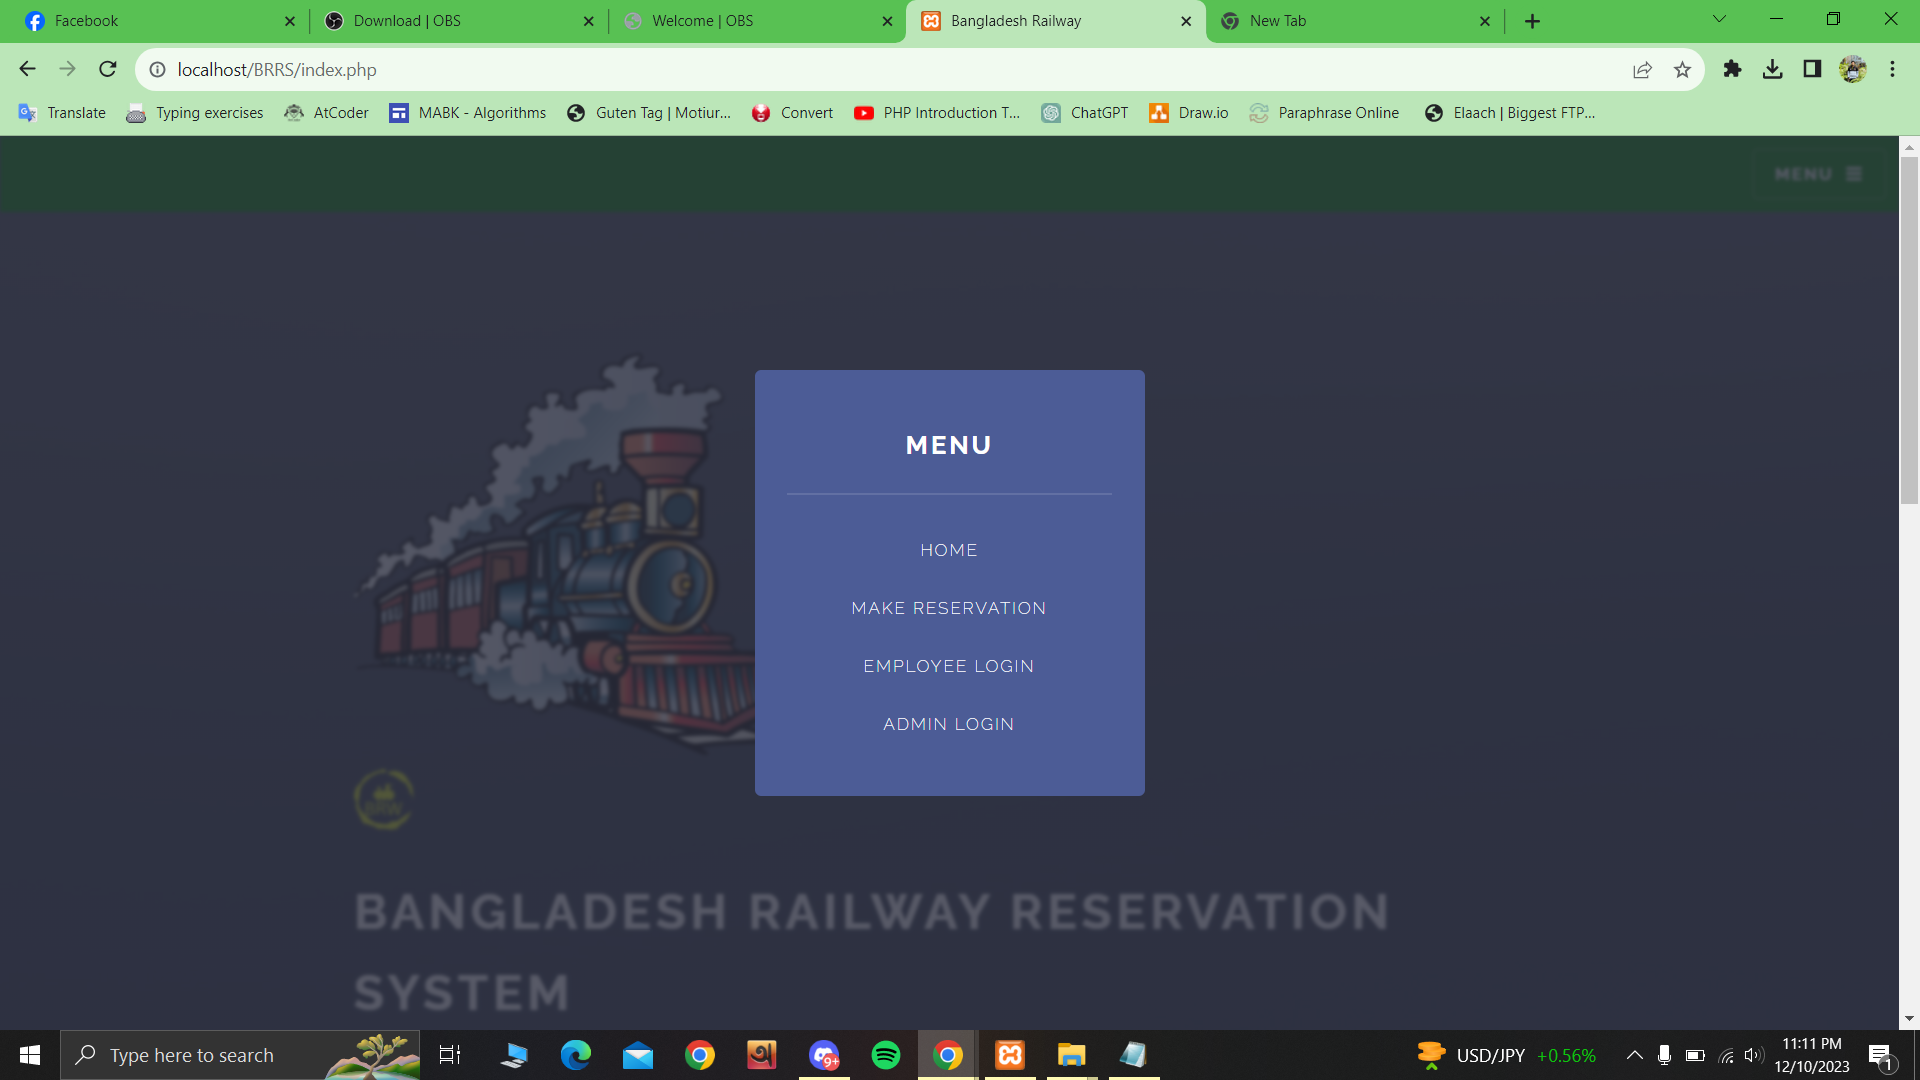 Facebook
Download | OBS
Welcome | OBS
Bangladesh Railway
New Tab
localhost/BRRS/index.php
Translate
Typing exercises
AtCoder
MABK - Algorithms
Guten Tag | Motiur...
Convert
PHP Introduction T...
ChatGPT
Draw.io
Paraphrase Online
Elaach | Biggest FTP...
MENU
MENU
HOME
MAKE RESERVATION
EMPLOYEE LOGIN
ADMIN LOGIN
BANGLADESH RAILWAY RESERVATION
SYSTEM
Type here to search
9+
USD/JPY +0.56%
11:11 PM
12/10/2023
1